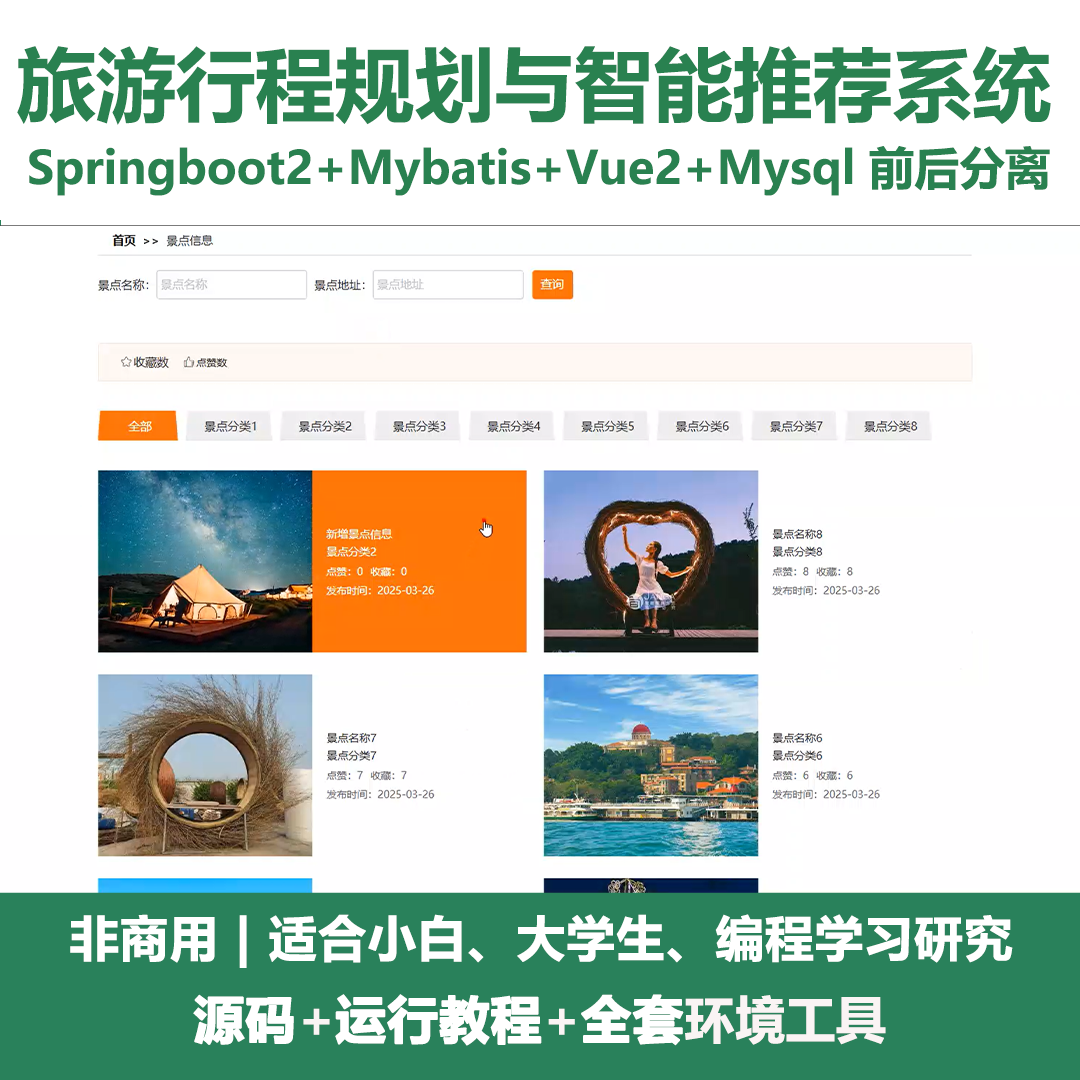 旅游行程规划与智能推荐系统
Springboot2+Mybatis+Vue2+Mysql 前后分离
首页 >> 景点信息
景点名称: 景点名称 景点地址: 景点地址 查询
收藏数 点赞数
全部 景点分类1 景点分类2 景点分类3 景点分类4 景点分类5 景点分类6 景点分类7 景点分类8
新增景点信息
景点分类2
点赞: 0 收藏: 0
发布时间: 2025-03-26
景点名称8
景点分类8
点赞: 8 收藏: 8
发布时间: 2025-03-26
景点名称7
景点分类7
点赞: 7 收藏: 7
发布时间: 2025-03-26
景点名称6
景点分类6
点赞: 6 收藏: 6
发布时间: 2025-03-26
非商用｜适合小白、大学生、编程学习研究
源码+运行教程+全套环境工具